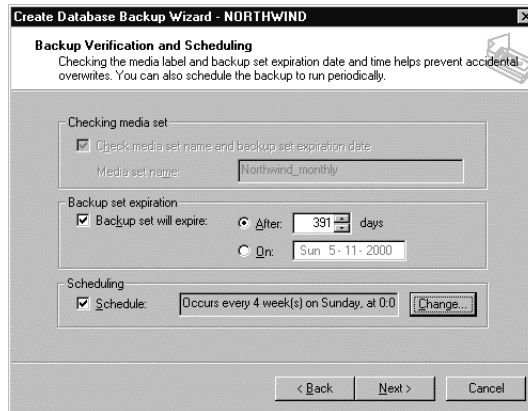 Create Database Backup Wizard - NORTHWIND
Backup Verification and Scheduling
Checking the media label and backup set expiration date and time helps prevent accidental
overwrites. You can also schedule the backup to run periodically.
Checking media set
Check media set name and backup set expiration date
Media set name: Northwind_monthly
Backup set expiration
Backup set will expire: After: 391 days
On: Sun 5-11-2000
Scheduling
Schedule: Occurs every 4 week(s) on Sunday, at 0:0 Change...
< Back Next > Cancel